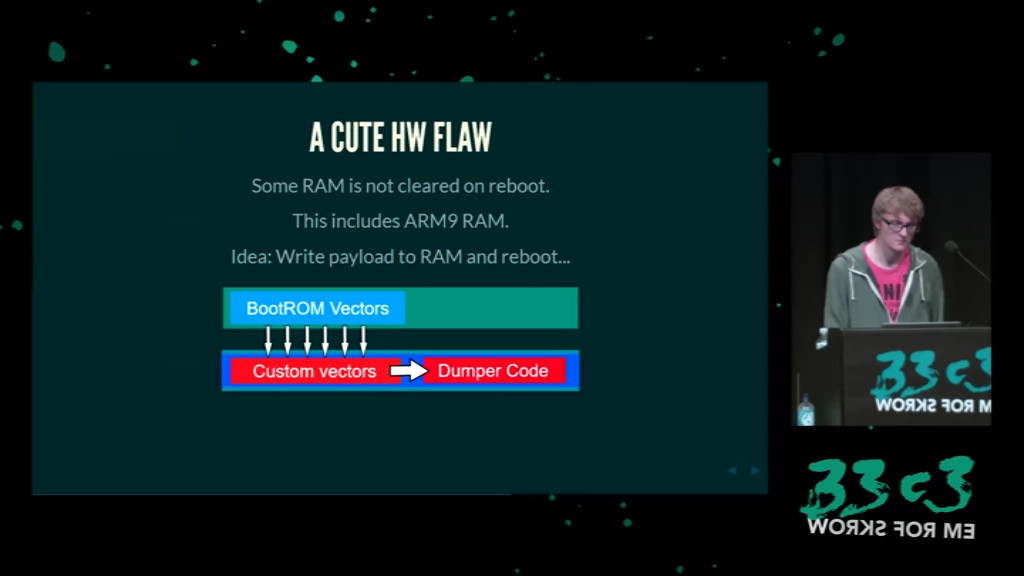 A CUTE HW FLAW
Some RAM is not cleared on reboot.
This includes ARM9 RAM.
Idea: Write payload to RAM and reboot...
BootROM Vectors
Custom vectors
Dumper Code
33c3
WORKS FOR M
33c3
WORKS FOR ME